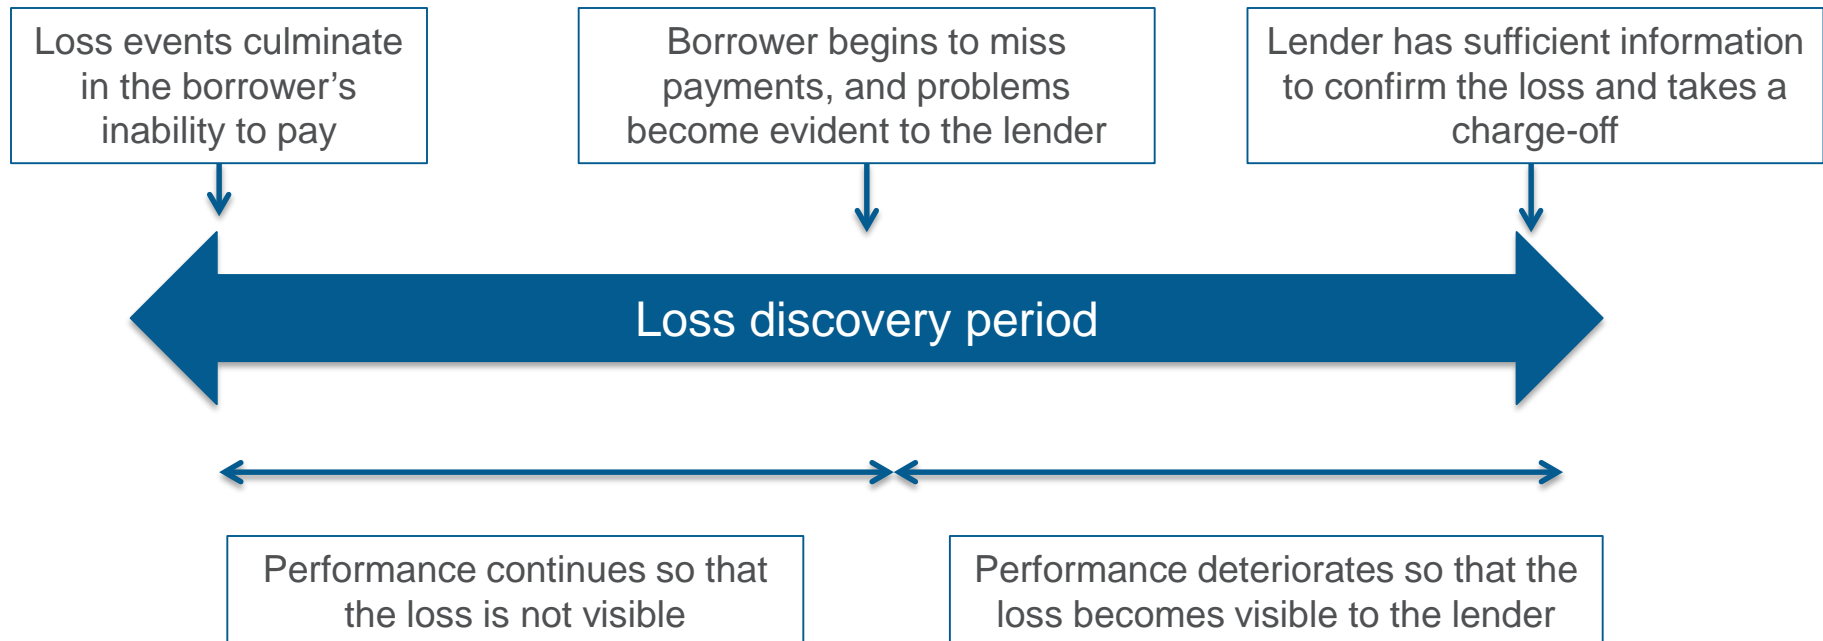 Loss events culminate
in the borrower’s
inability to pay
Borrower begins to miss
payments, and problems
become evident to the lender
Lender has sufficient information
to confirm the loss and takes a
charge-off
Loss discovery period
Performance continues so that
the loss is not visible
Performance deteriorates so that the
loss becomes visible to the lender